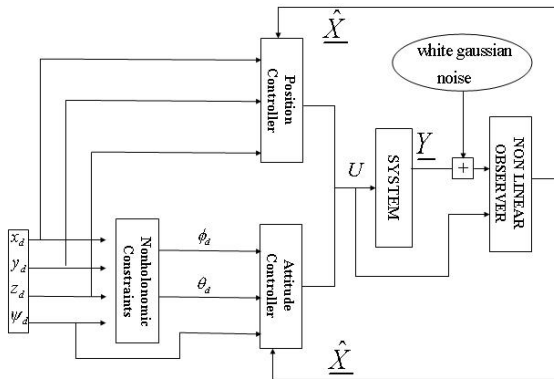 X̂
white gaussian
noise
Position
Controller
U
SYSTEM
Y
+
NON LINEAR
OBSERVER
x_d
y_d
z_d
ψ_d
Nonholonomic
Constraints
ϕ_d
θ_d
Attitude
Controller
X̂